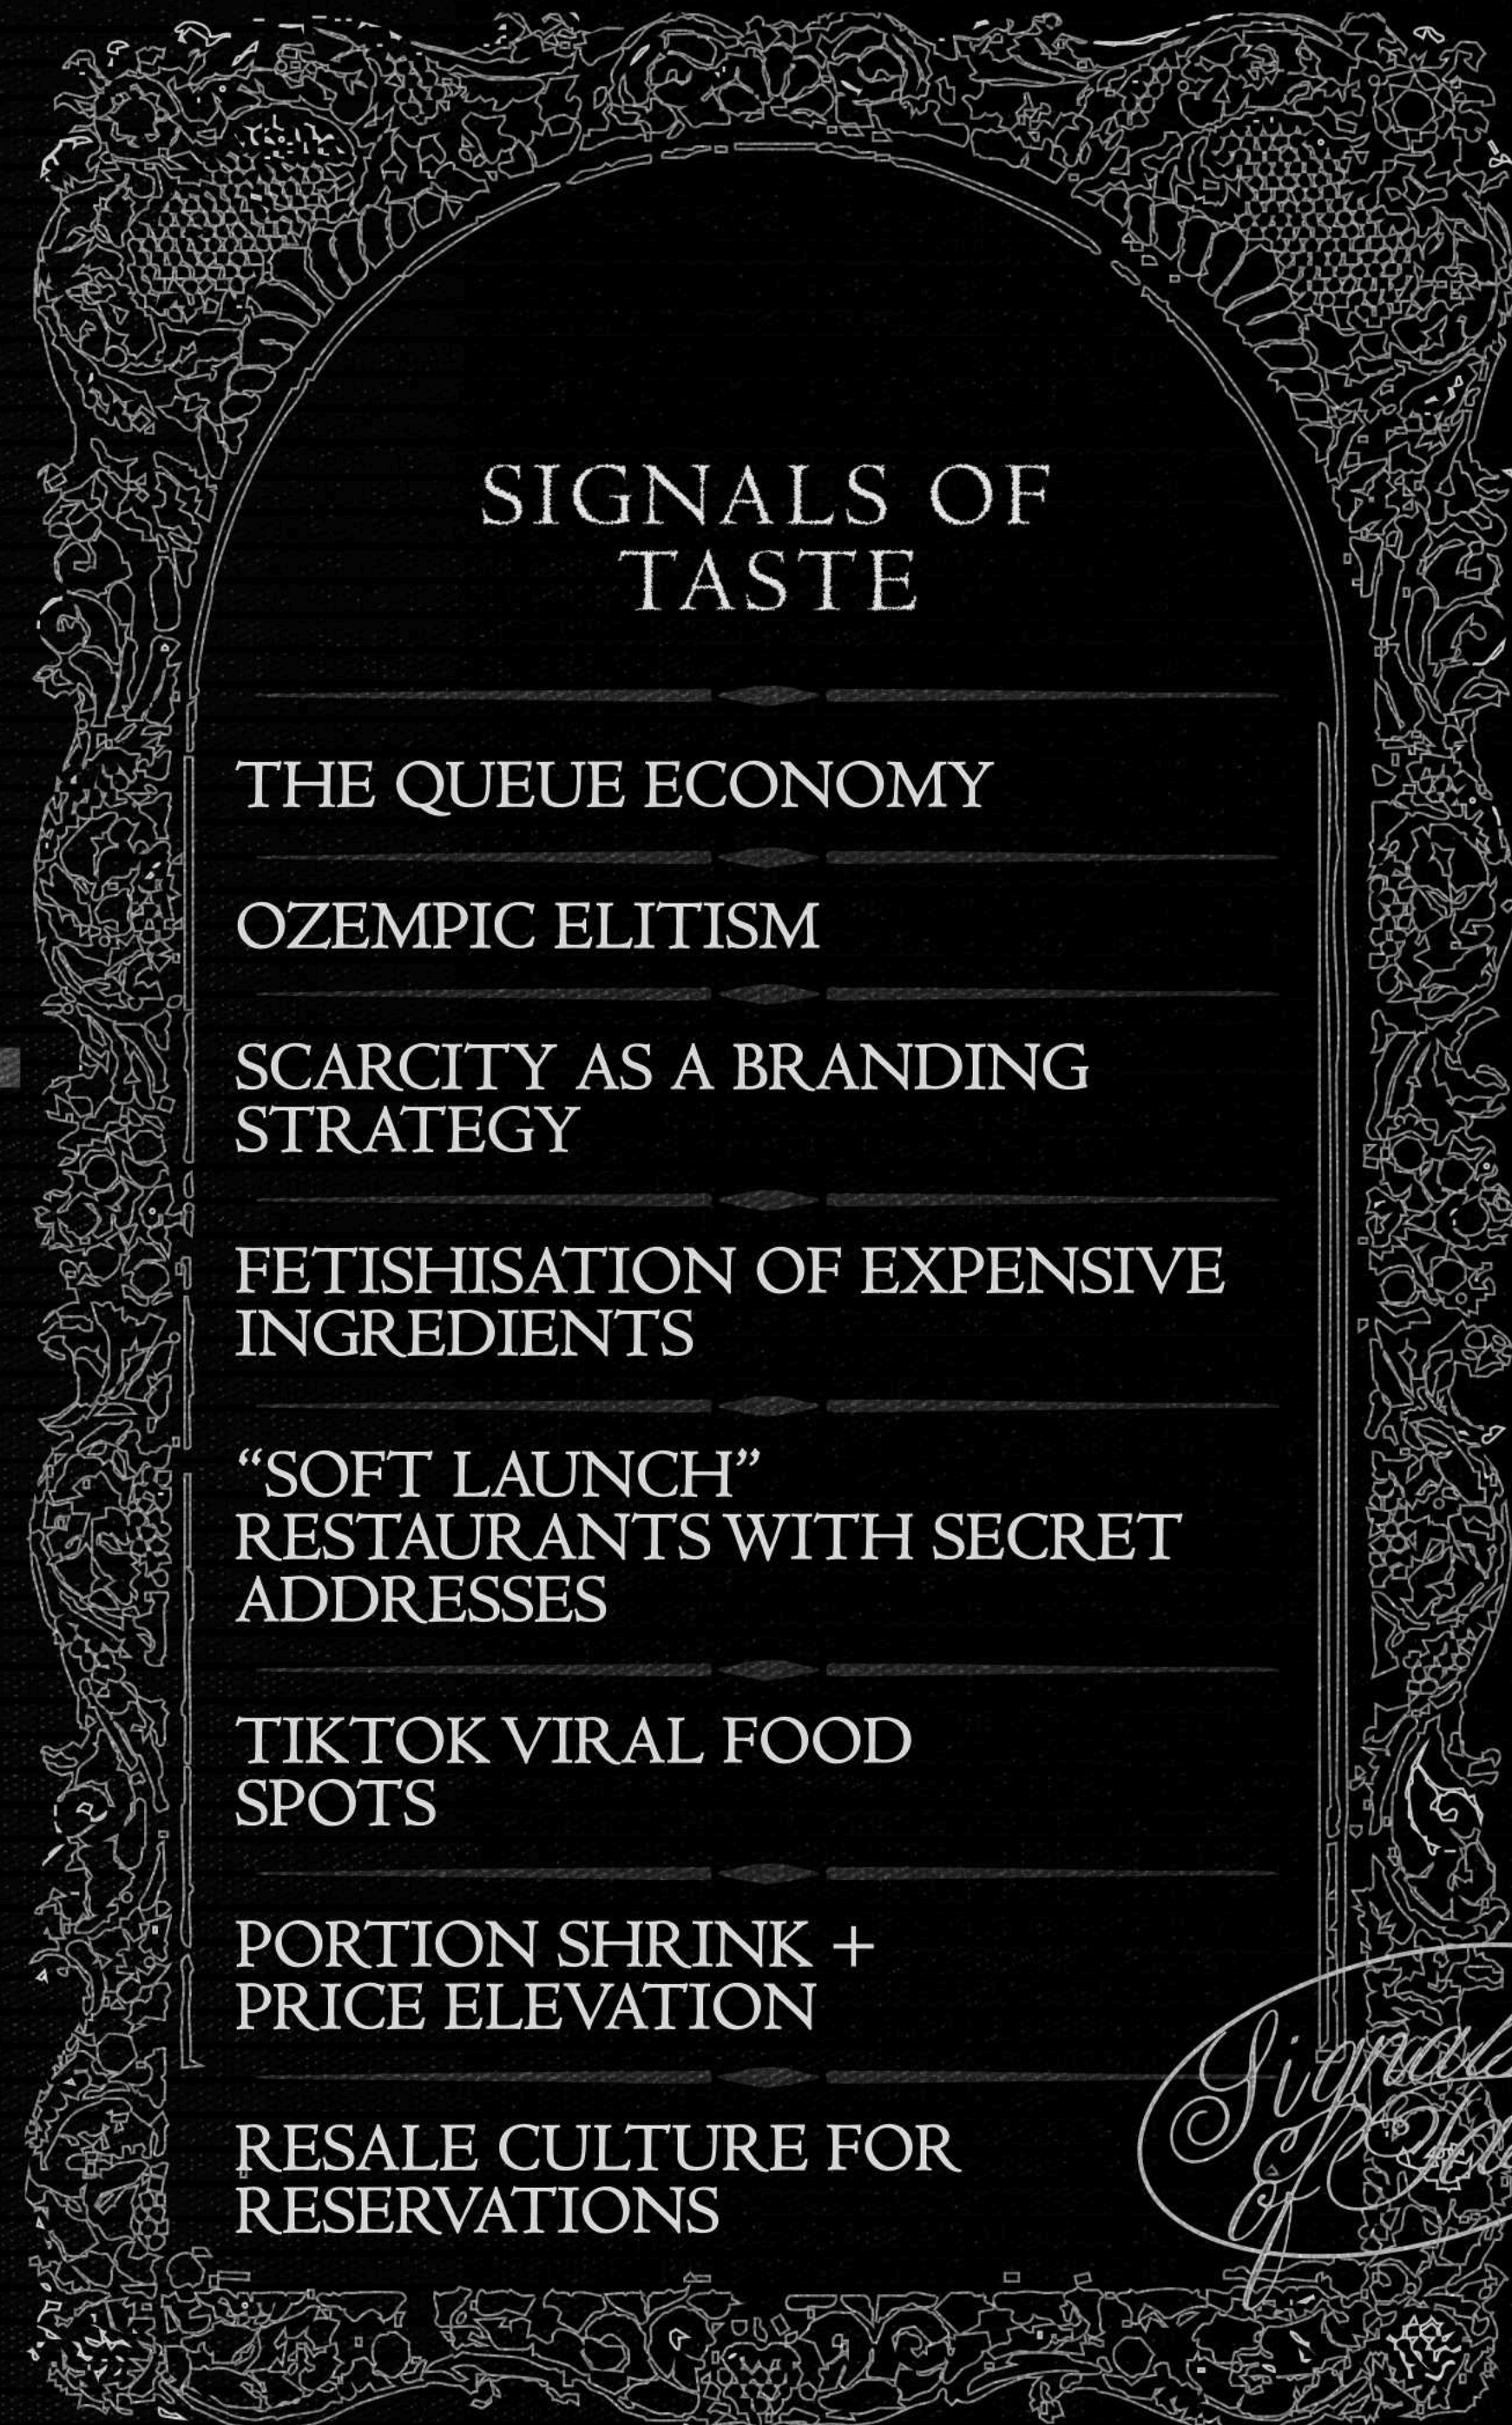 SIGNALS OF
TASTE
THE QUEUE ECONOMY
OZEMPIC ELITISM
SCARCITY AS A BRANDING
STRATEGY
FETISHISATION OF EXPENSIVE
INGREDIENTS
“SOFT LAUNCH”
RESTAURANTS WITH SECRET
ADDRESSES
TIKTOK VIRAL FOOD
SPOTS
PORTION SHRINK +
PRICE ELEVATION
RESALE CULTURE FOR
RESERVATIONS
of